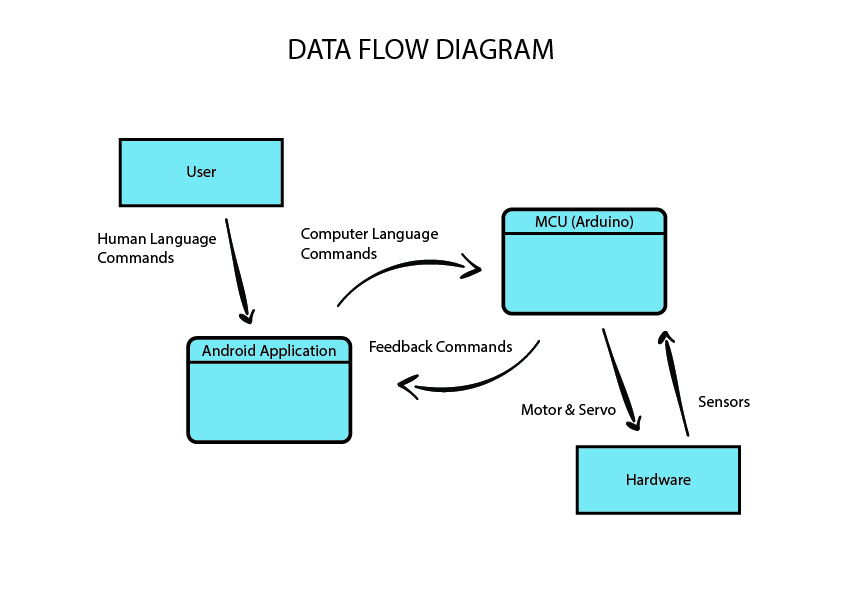 DATA FLOW DIAGRAM
User
Human Language
Commands
Computer Language
Commands
MCU (Arduino)
Android Application
Feedback Commands
Motor & Servo
Sensors
Hardware